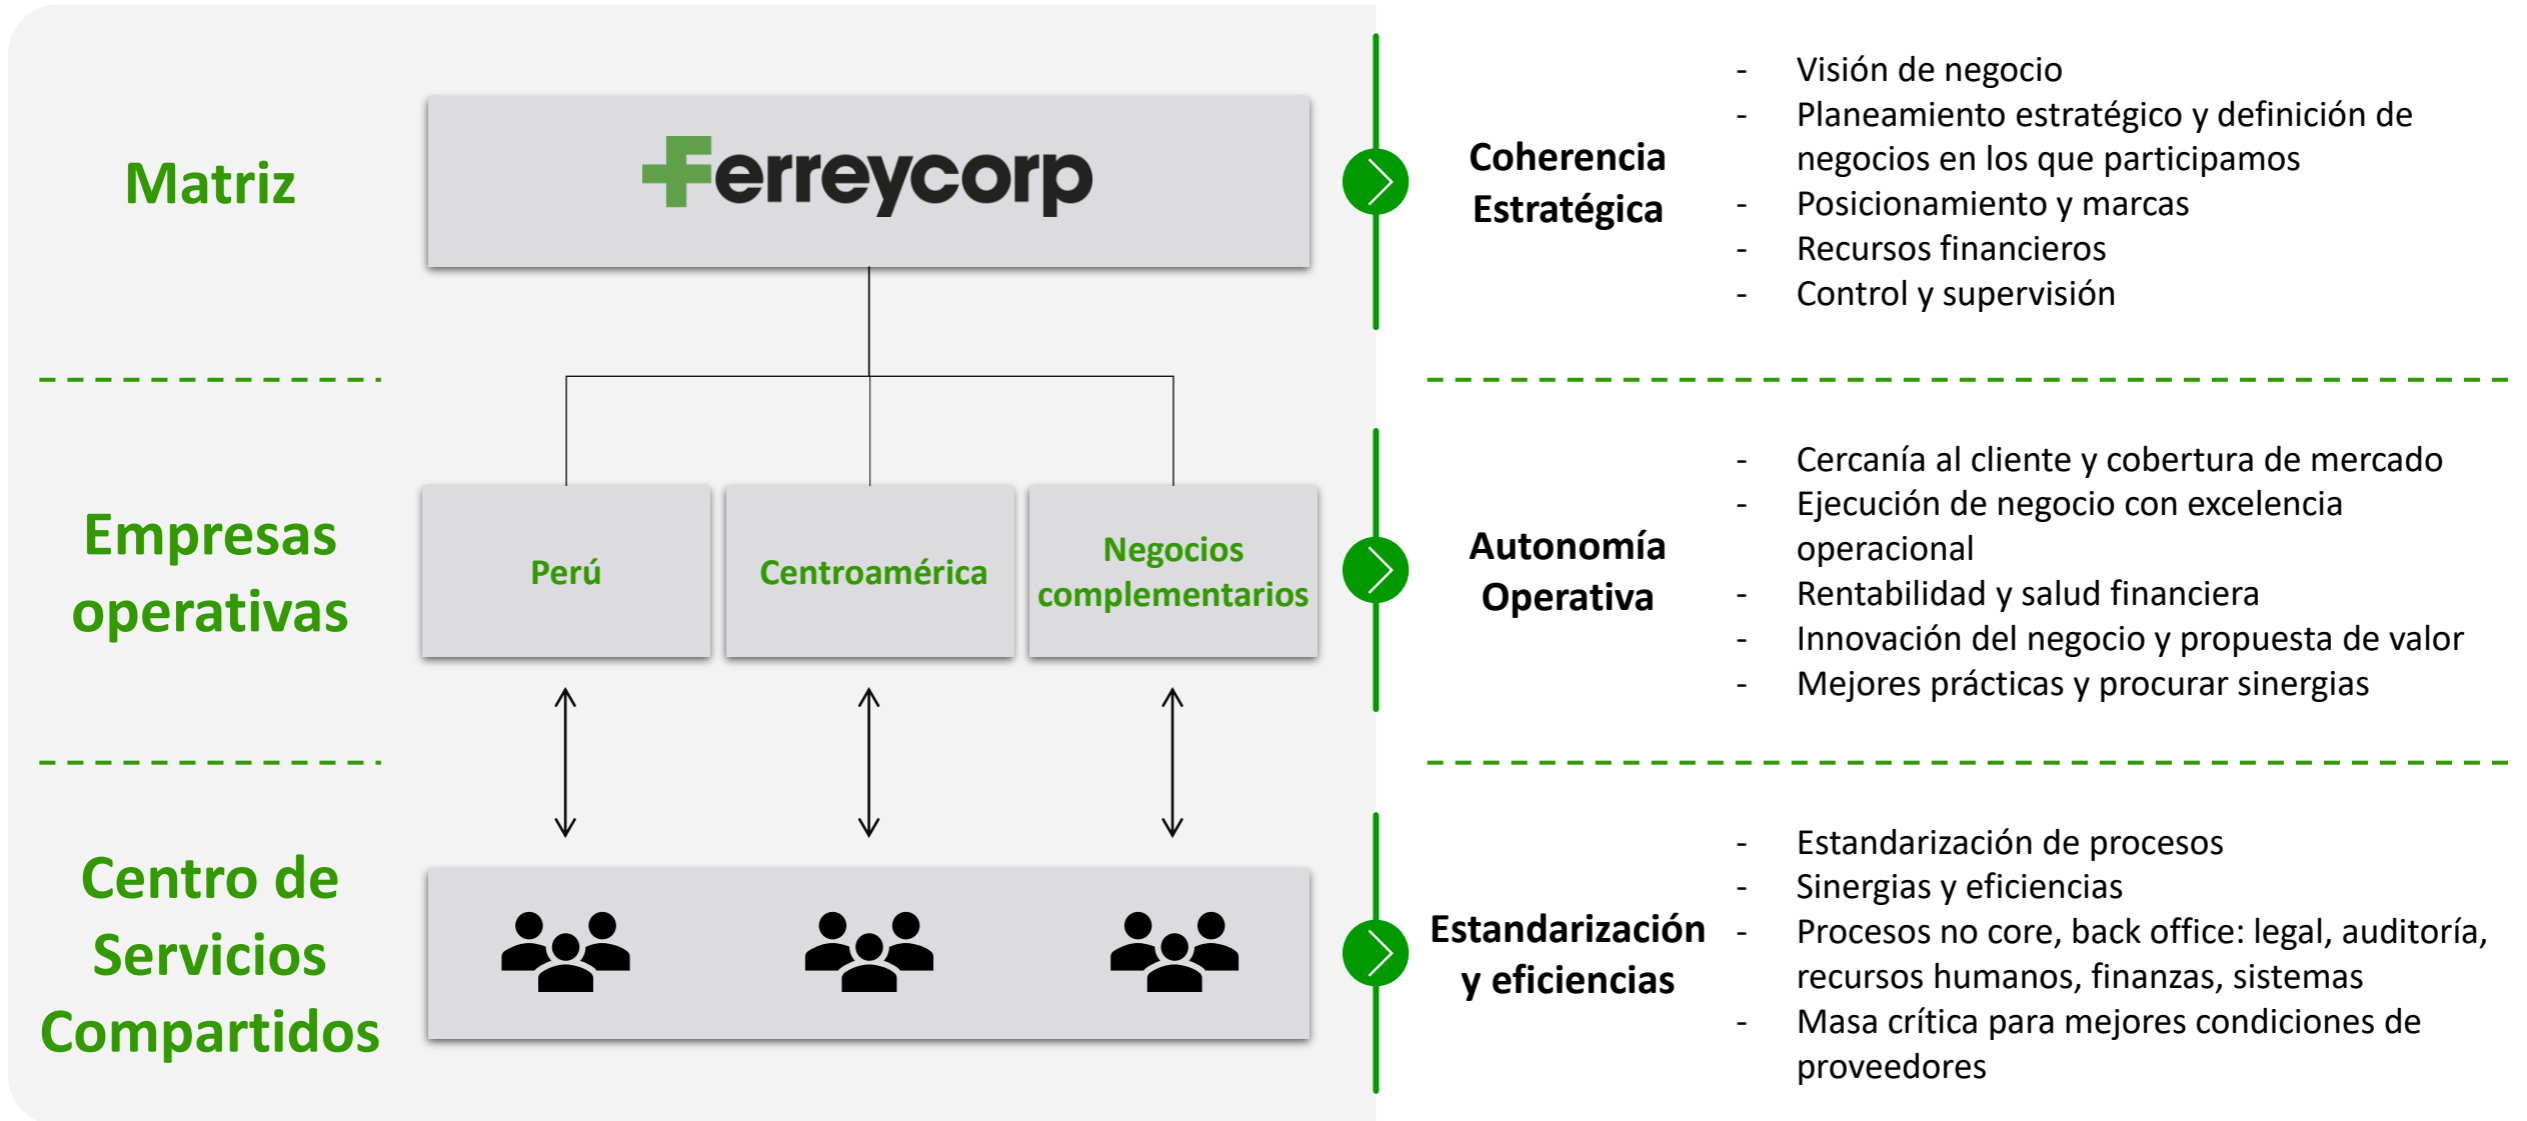 Matriz
Ferreycorp
Coherencia
Estratégica
- Visión de negocio
- Planeamiento estratégico y definición de
negocios en los que participamos
- Posicionamiento y marcas
- Recursos financieros
- Control y supervisión
Empresas
operativas
Perú
Centroamérica
Negocios
complementarios
Autonomía
Operativa
- Cercanía al cliente y cobertura de mercado
- Ejecución de negocio con excelencia
operacional
- Rentabilidad y salud financiera
- Innovación del negocio y propuesta de valor
- Mejores prácticas y procurar sinergias
Centro de
Servicios
Compartidos
Estandarización
y eficiencias
- Estandarización de procesos
- Sinergias y eficiencias
- Procesos no core, back office: legal, auditoría,
recursos humanos, finanzas, sistemas
- Masa crítica para mejores condiciones de
proveedores